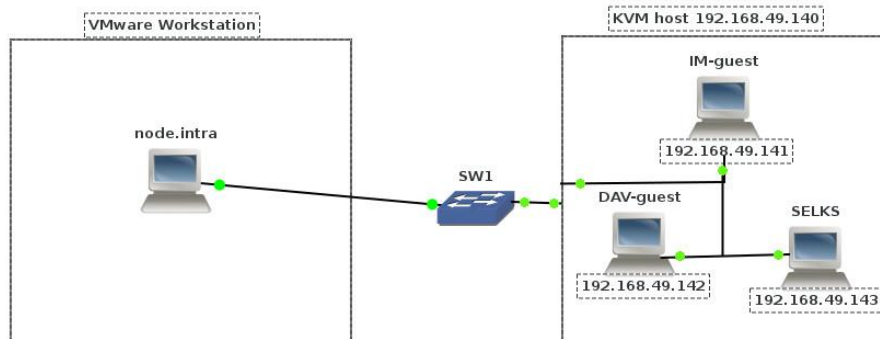 VMware Workstation
KVM host 192.168.49.140
IM-guest
node.intra
192.168.49.141
SW1
DAV-guest
SELKS
192.168.49.142
192.168.49.143